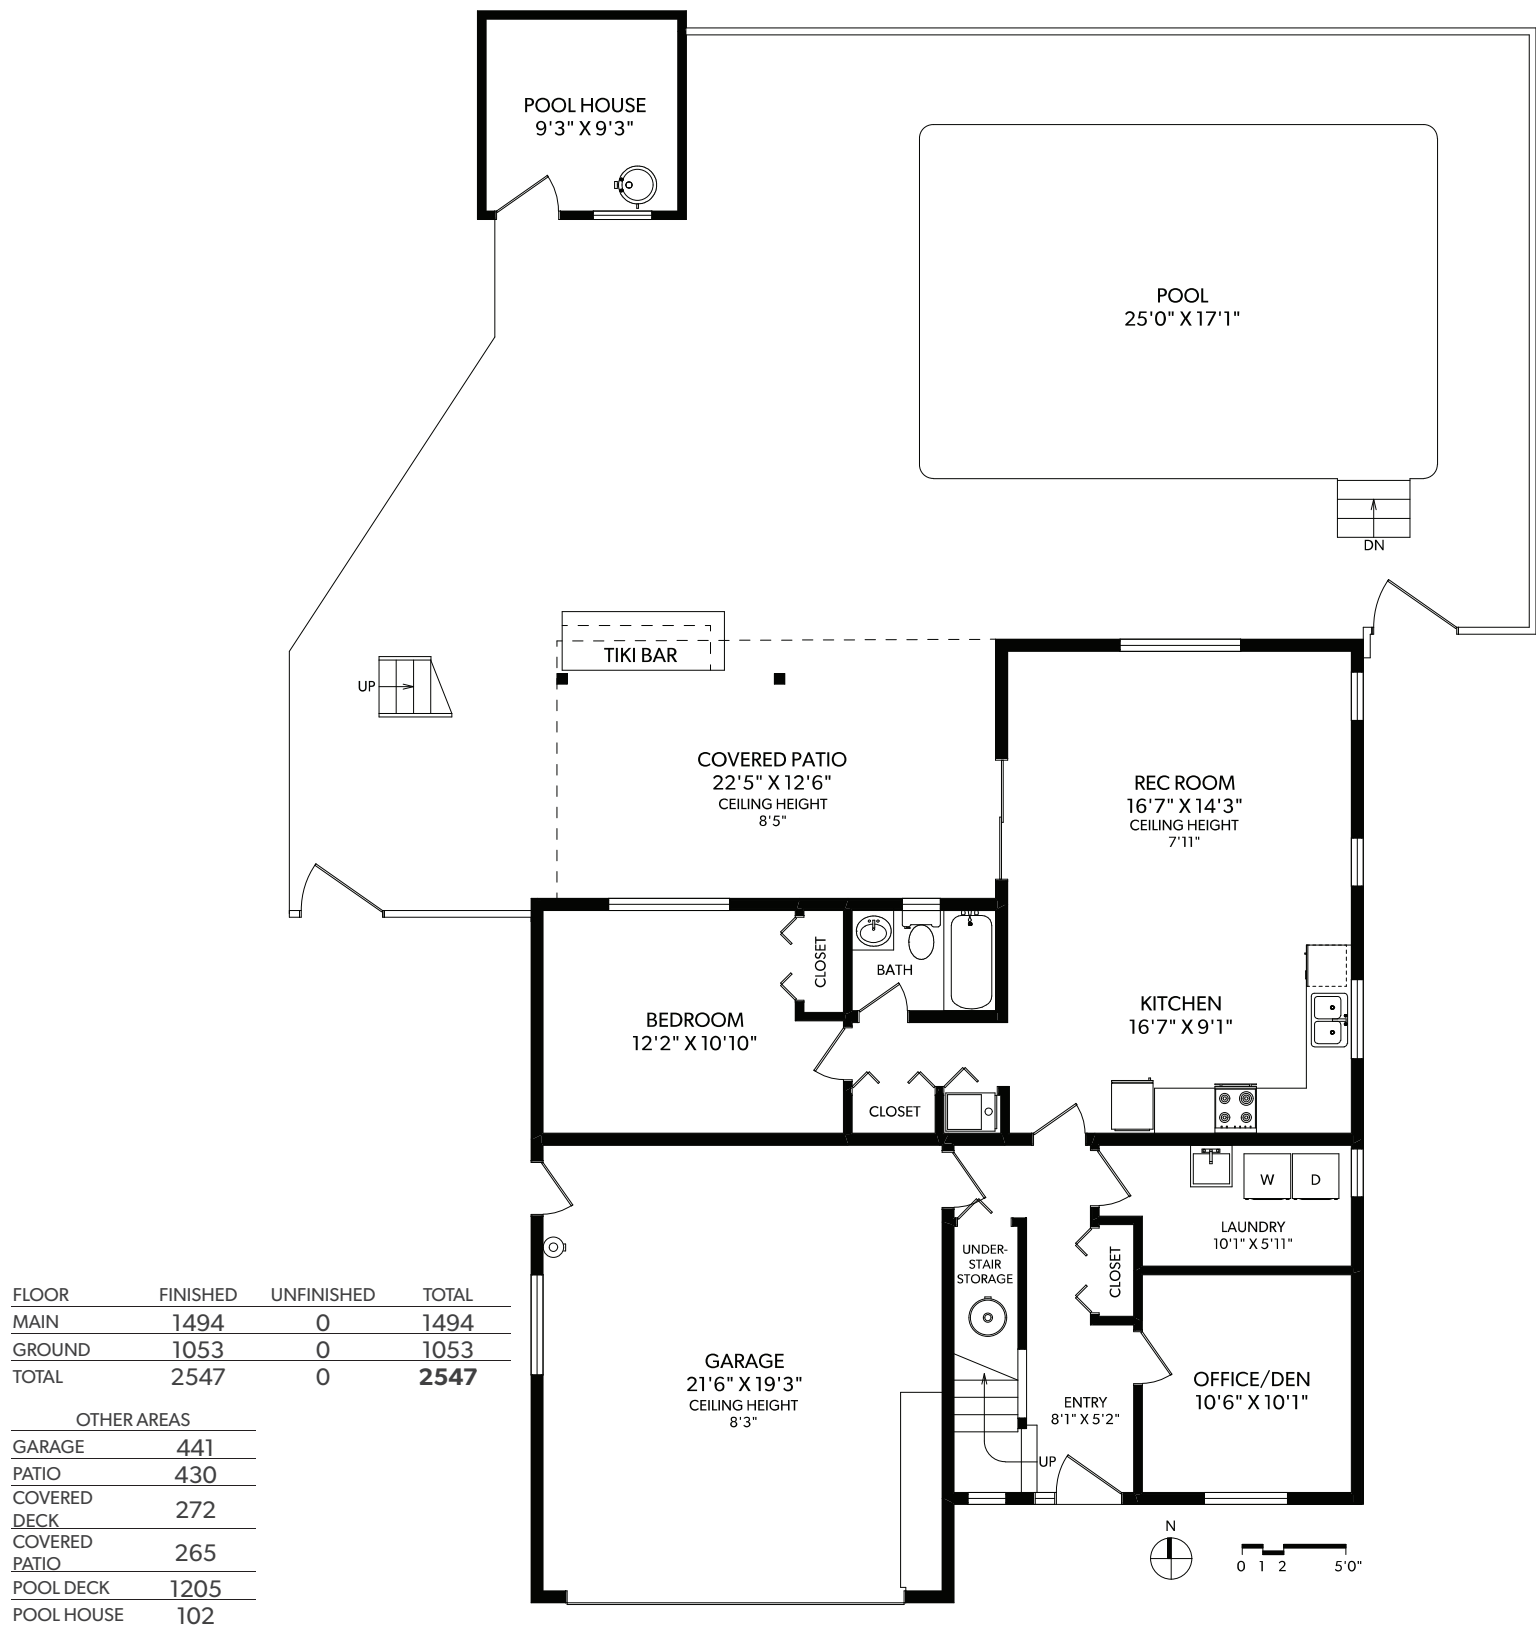 POOL HOUSE
9'3" X 9'3"
POOL
25'0" X 17'1"
DN
TIKI BAR
UP
COVERED PATIO
22'5" X 12'6"
CEILING HEIGHT
8'5"
REC ROOM
16'7" X 14'3"
CEILING HEIGHT
7'11"
CLOSET
BATH
BEDROOM
12'2" X 10'10"
KITCHEN
16'7" X 9'1"
CLOSET
W D
LAUNDRY
10'1" X 5'11"
UNDER-
STAIR
STORAGE
CLOSET
GARAGE
21'6" X 19'3"
CEILING HEIGHT
8'3"
ENTRY
8'1" X 5'2"
OFFICE/DEN
10'6" X 10'1"
UP
N
0 1 2 5'0"
FLOOR FINISHED UNFINISHED TOTAL
MAIN 1494 0 1494
GROUND 1053 0 1053
TOTAL 2547 0 2547
OTHER AREAS
GARAGE 441
PATIO 430
COVERED
DECK 272
COVERED
PATIO 265
POOL DECK 1205
POOL HOUSE 102